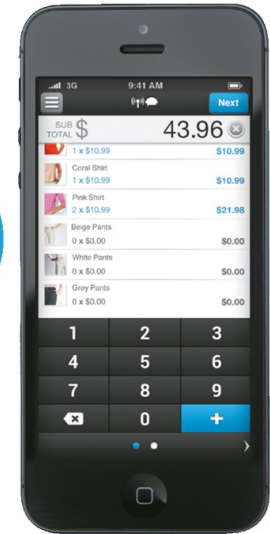 3G 9:41 AM
Next
SUB TOTAL $ 43.96
1 x $10.99 $10.99
Coral Shirt
1 x $10.99 $10.99
Pink Shirt
2 x $10.99 $21.98
Beige Pants
0 x $0.00 $0.00
White Pants
0 x $0.00 $0.00
Grey Pants
0 x $0.00 $0.00
1 2 3
4 5 6
7 8 9
0 +